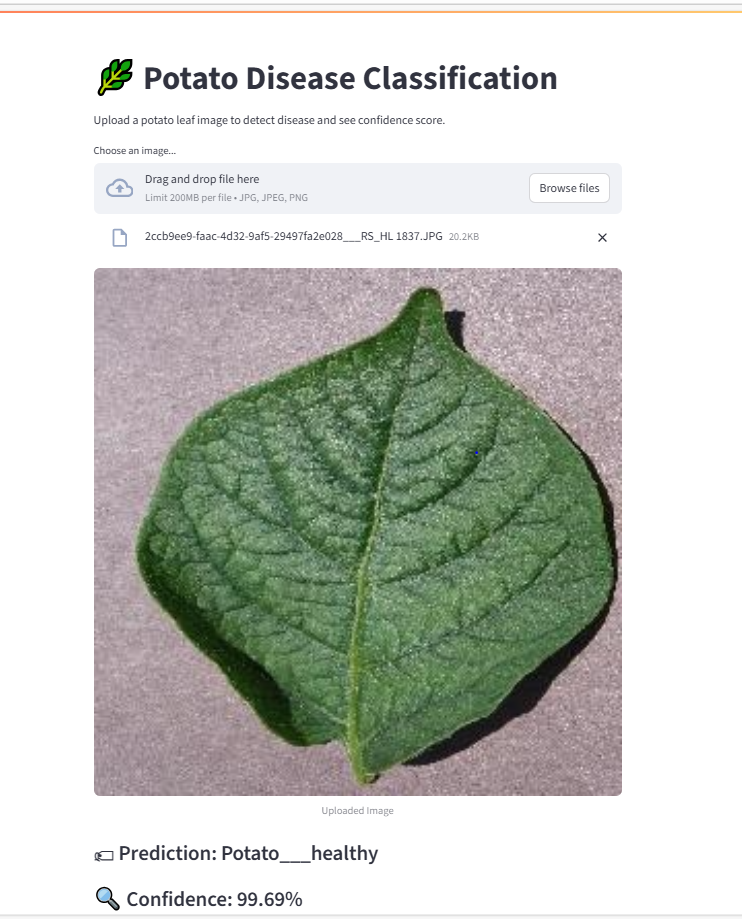 Potato Disease Classification
Upload a potato leaf image to detect disease and see confidence score.
Choose an image...
Drag and drop file here
Limit 200MB per file • JPG, JPEG, PNG
Browse files
2ccb9ee9-faac-4d32-9af5-29497fa2e028___RS_HL 1837.JPG 20.2KB
Uploaded Image
Prediction: Potato___healthy
Confidence: 99.69%